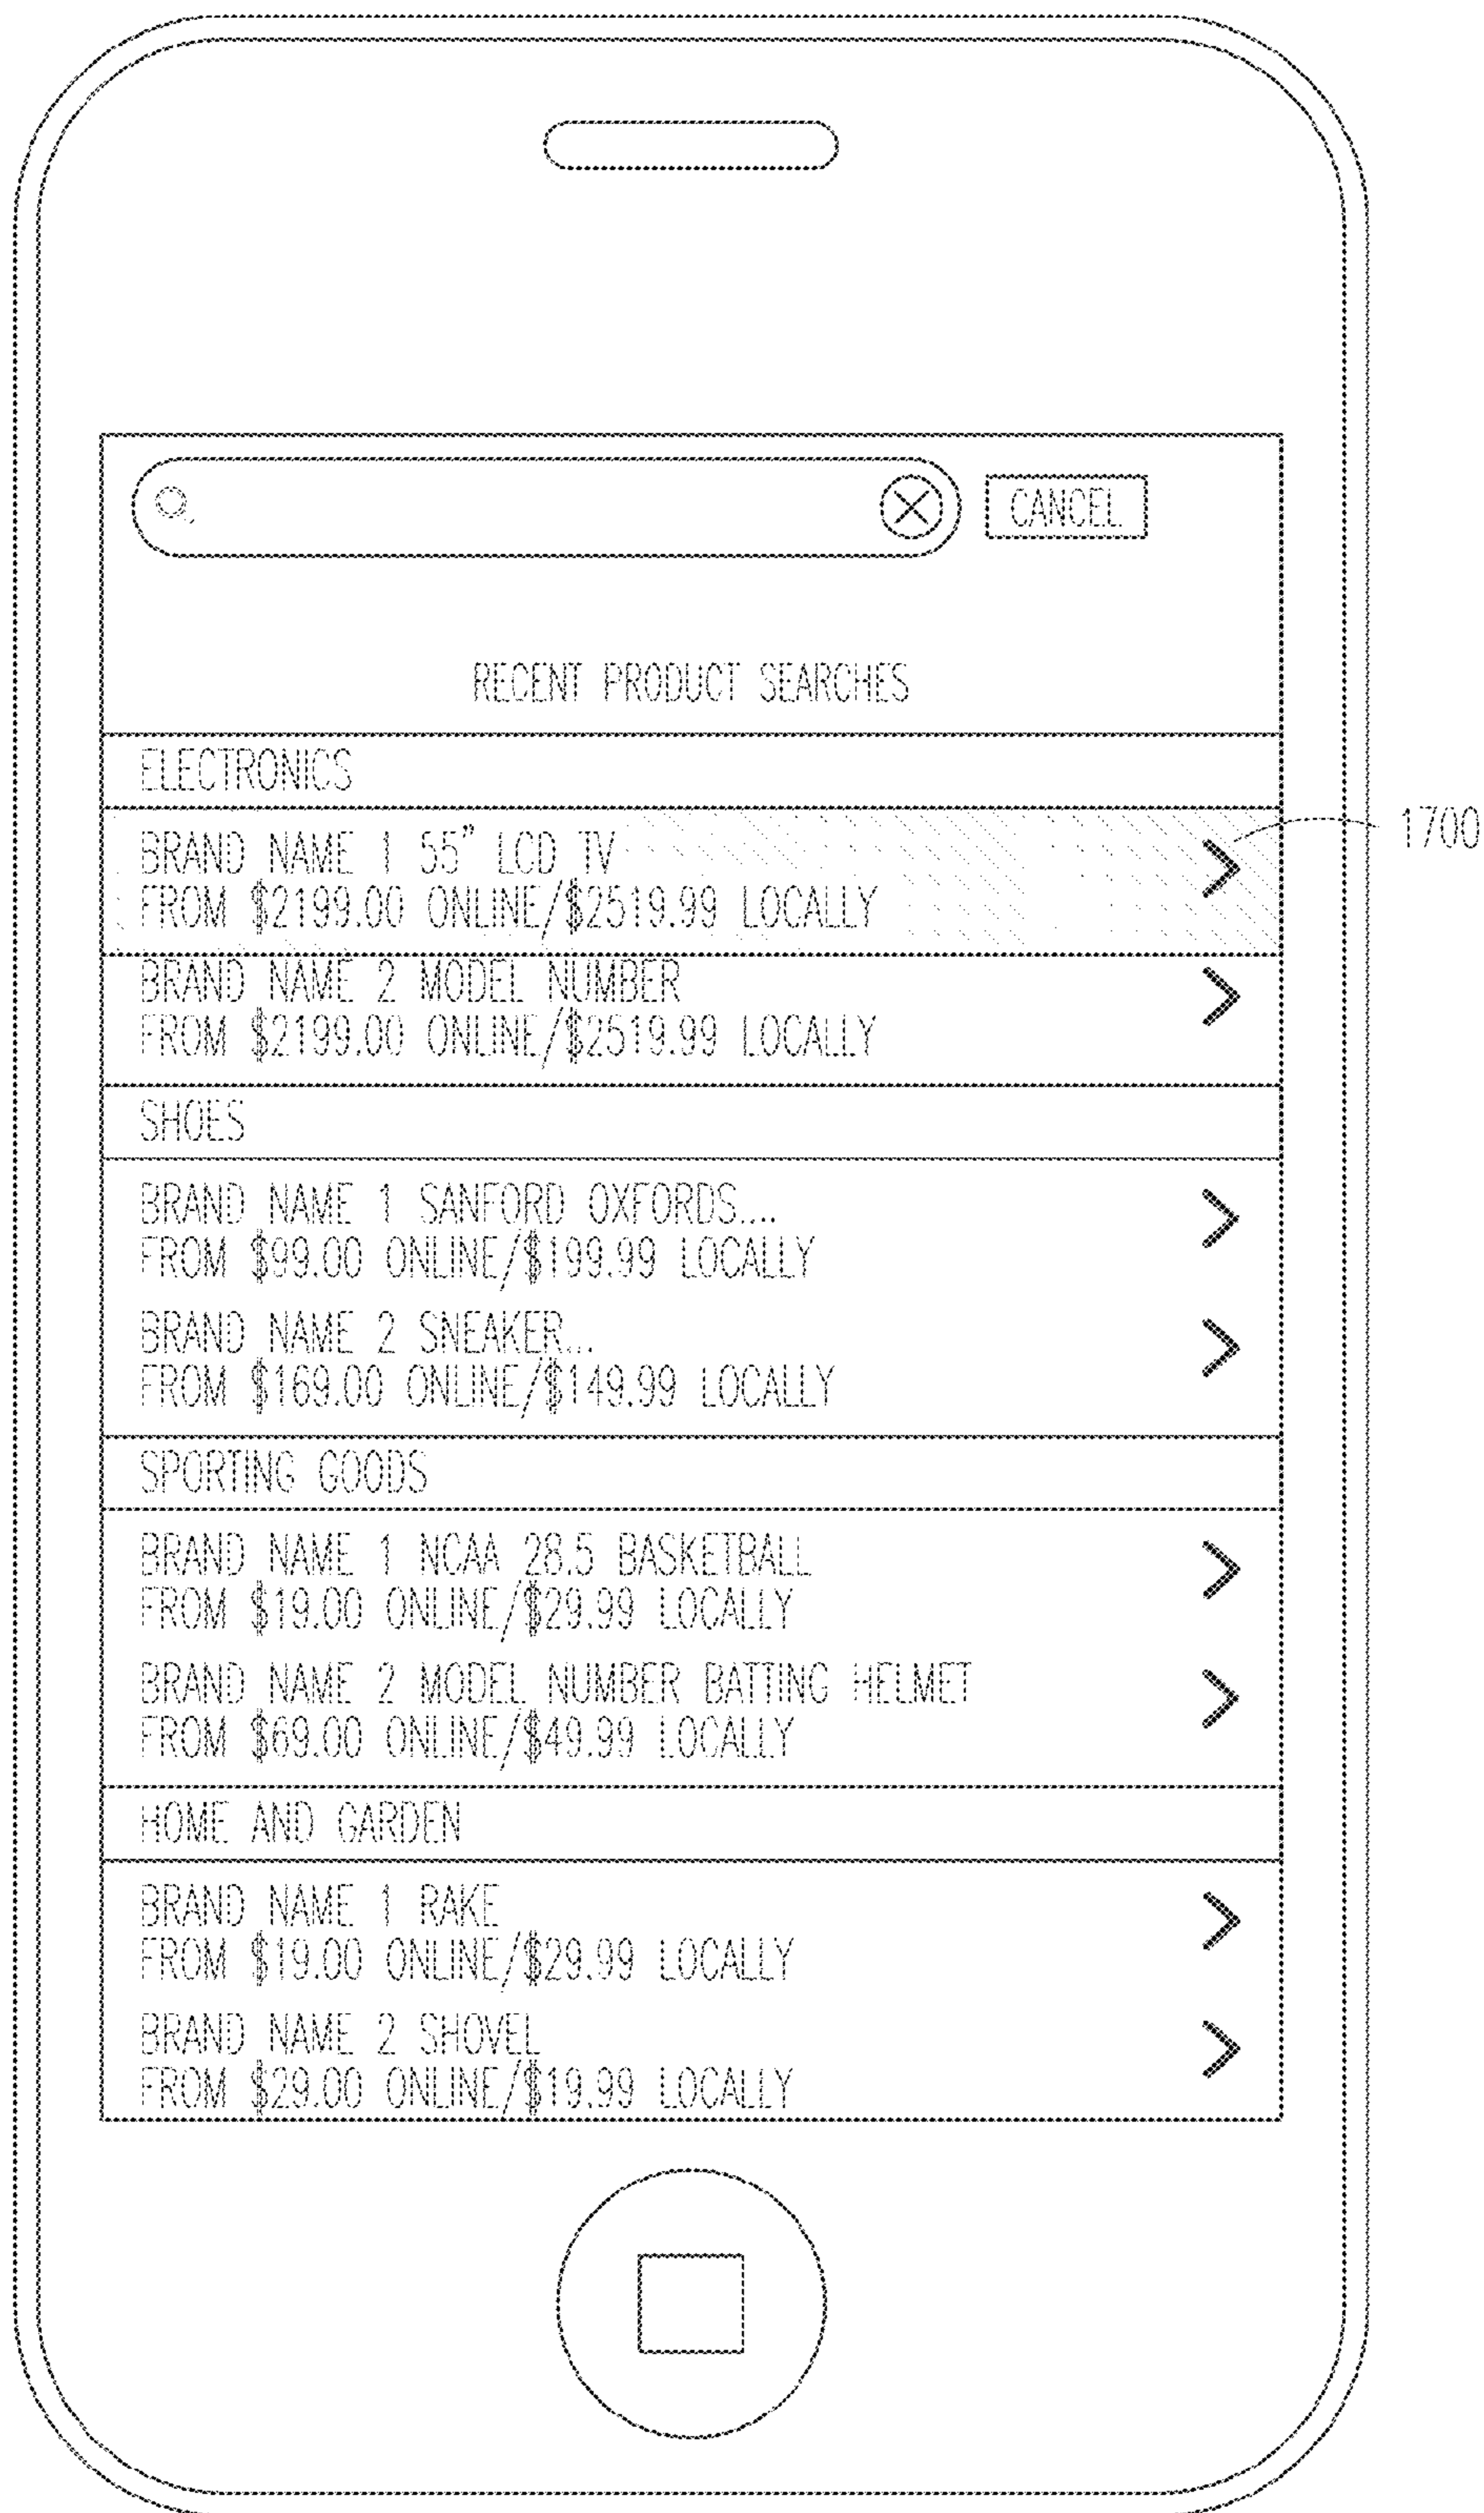 CANCEL
RECENT PRODUCT SEARCHES
ELECTRONICS
BRAND NAME 1 55" LCD TV
1700
FROM $2199.00 ONLINE/$2519.99 LOCALLY
BRAND NAME 2 MODEL NUMBER
FROM $2199.00 ONLINE/$2519.99 LOCALLY
SHOES
BRAND NAME 1 SANFORD OXFORDS....
FROM $99.00 ONLINE/$199.99 LOCALLY
BRAND NAME 2 SNEAKER...
FROM $169.00 ONLINE/$149.99 LOCALLY
SPORTING GOODS
BRAND NAME 1 NCAA 28.5 BASKETBALL
FROM $19.00 ONLINE/$29.99 LOCALLY
BRAND NAME 2 MODEL NUMBER BATTING HELMET
FROM $69.00 ONLINE/$49.99 LOCALLY
HOME AND GARDEN
BRAND NAME 1 RAKE
FROM $19.00 ONLINE/$29.99 LOCALLY
BRAND NAME 2 SHOVEL
FROM $29.00 ONLINE/$19.99 LOCALLY